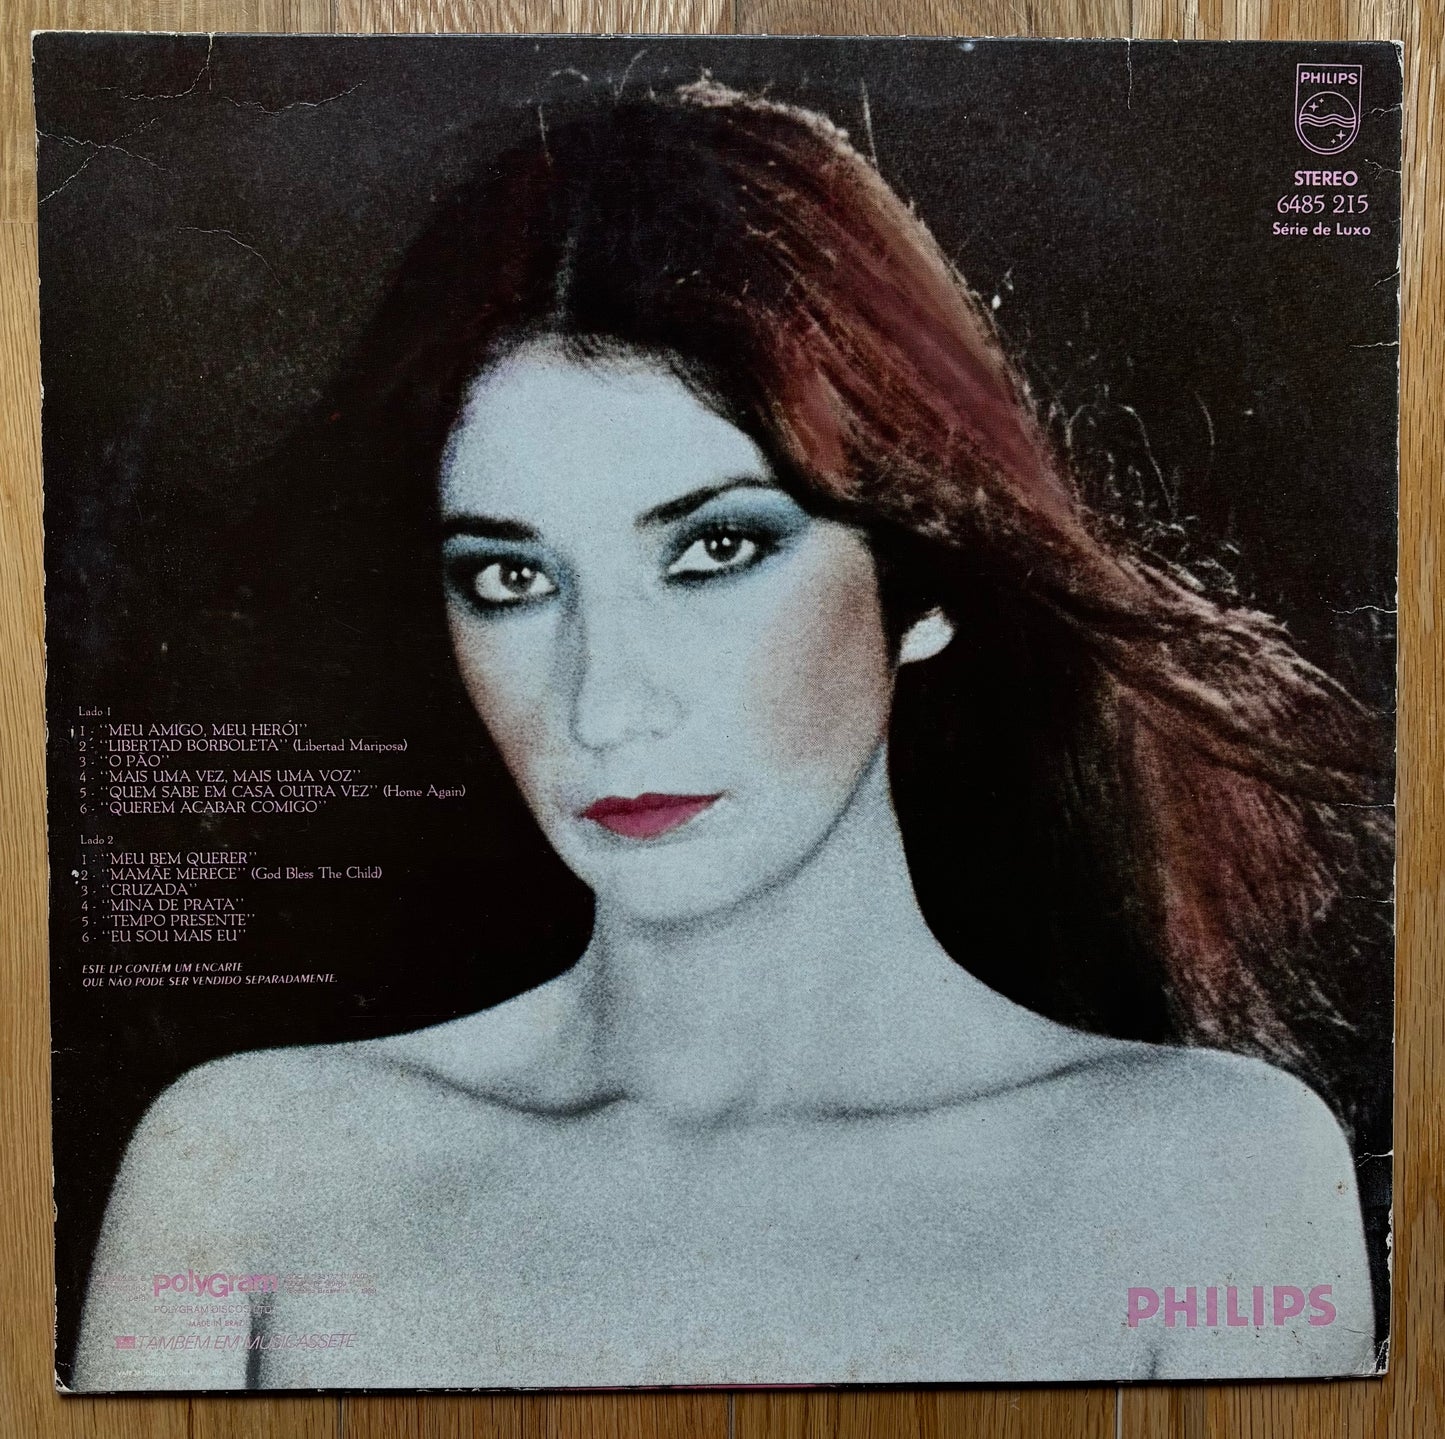 PHILIPS
STEREO
6485 215
Série de Luxo
Lado 1
1 - "MEU AMIGO, MEU HERÓI"
2 - "LIBERTAD BORBOLETA" (Libertad Mariposa)
3 - "O PÃO"
4 - "MAIS UMA VEZ, MAIS UMA VOZ"
5 - "QUEM SABE EM CASA OUTRA VEZ" (Home Again)
6 - "QUEREM ACABAR COMIGO"
Lado 2
1 - "MEU BEM QUERER"
2 - "MAMÃE MERECE" (God Bless The Child)
3 - "CRUZADA"
4 - "MINA DE PRATA"
5 - "TEMPO PRESENTE"
6 - "EU SOU MAIS EU"
ESTE LP CONTÉM UM ENCARTE
QUE NÃO PODE SER VENDIDO SEPARADAMENTE.
PolyGram
POLYGRAM DISCOS LTDA
MADE IN BRAZIL
TAMBÉM EM MUSICASSETE
PHILIPS